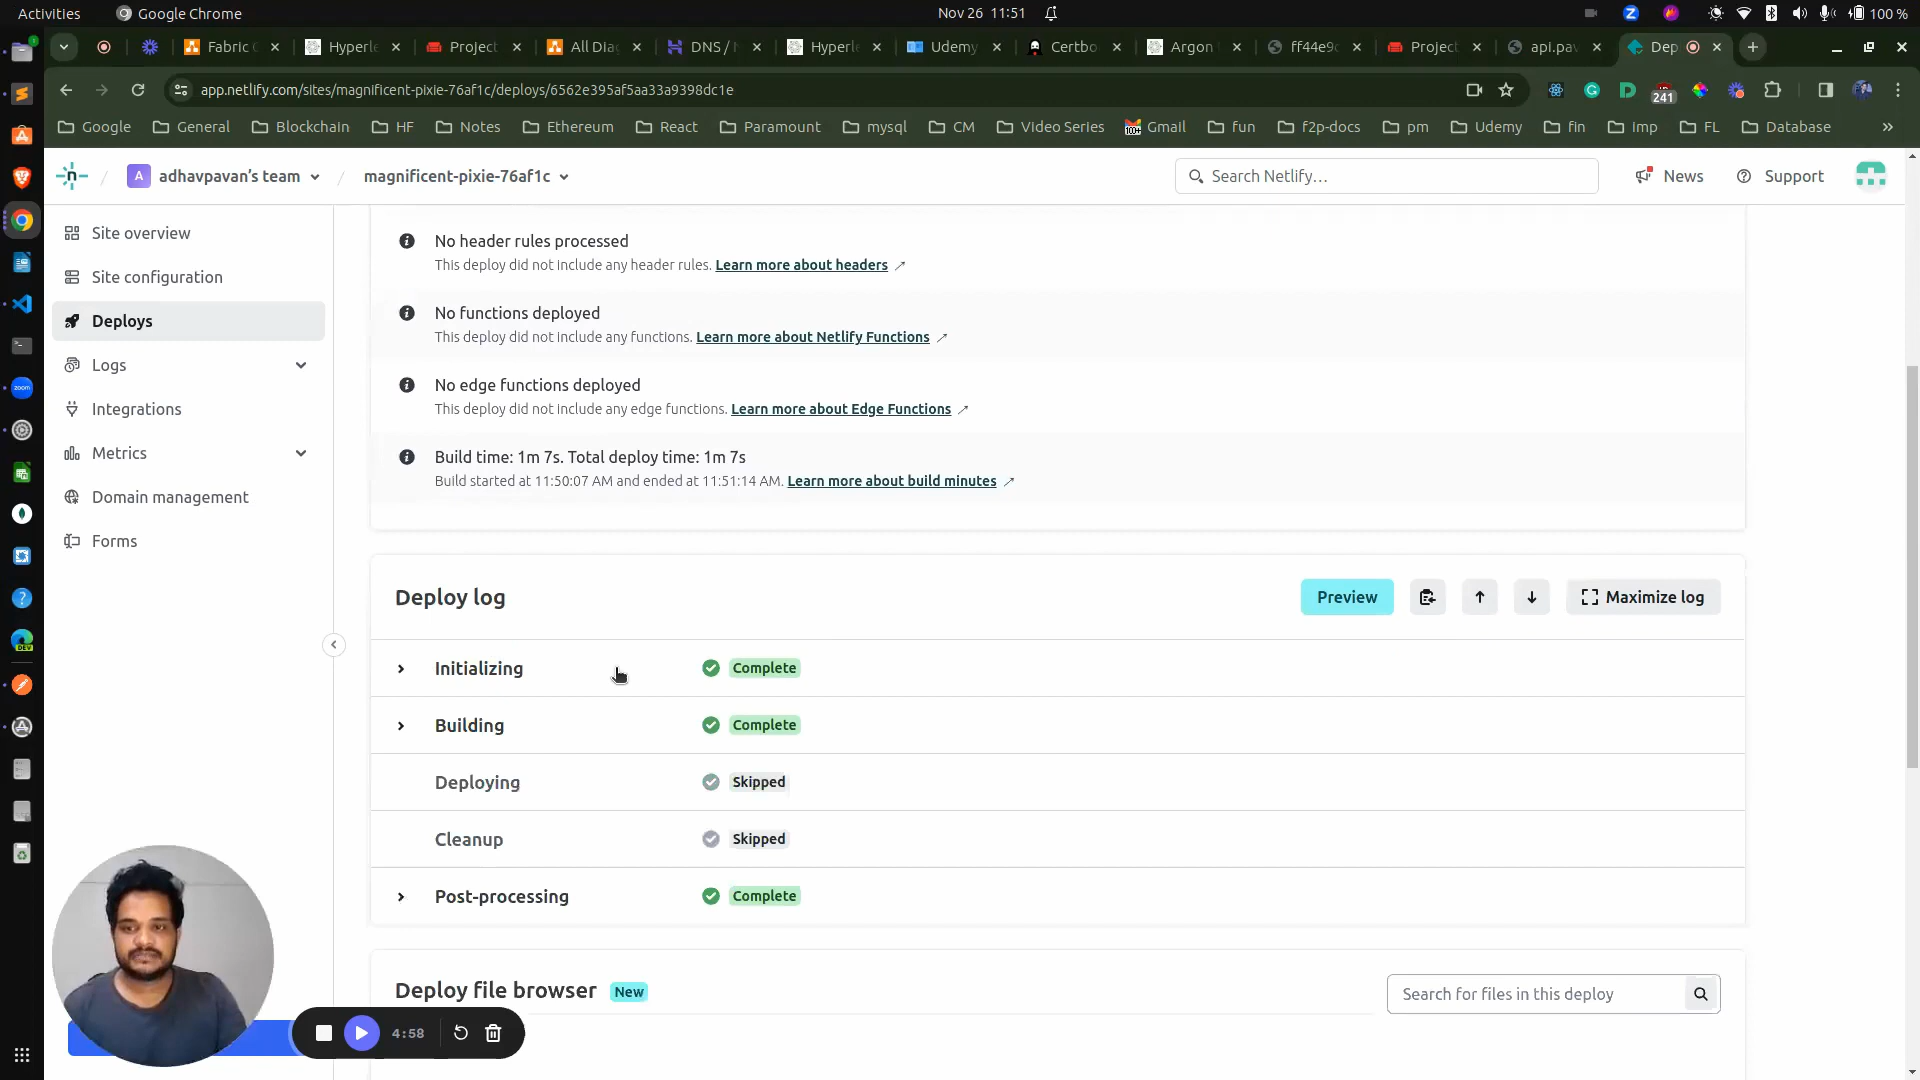 Activities
Google Chrome
Nov 26 11:51
100 %
Fabric
Hyperle
Project
All Dia
DNS /
Hyperle
Udemy
Certbo
Argon
ff44e9
Project
api.pav
Dep
app.netlify.com/sites/magnificent-pixie-76af1c/deploys/6562e395af5aa33a9398dc1e
241
Google
General
Blockchain
HF
Notes
Ethereum
React
Paramount
mysql
CM
Video Series
Gmail
fun
f2p-docs
pm
Udemy
fin
Imp
FL
Database
»
A adhavpavan's team
magnificent-pixie-76af1c
Search Netlify...
News
Support
Site overview
Site configuration
Deploys
Logs
Integrations
Metrics
Domain management
Forms
No header rules processed
This deploy did not include any header rules. Learn more about headers
No functions deployed
This deploy did not include any functions. Learn more about Netlify Functions
No edge functions deployed
This deploy did not include any edge functions. Learn more about Edge Functions
Build time: 1m 7s. Total deploy time: 1m 7s
Build started at 11:50:07 AM and ended at 11:51:14 AM. Learn more about build minutes
Deploy log
Preview
Maximize log
Initializing
Complete
Building
Complete
Deploying
Skipped
Cleanup
Skipped
Post-processing
Complete
Deploy file browser
New
Search for files in this deploy
4:58
zoom
DEV